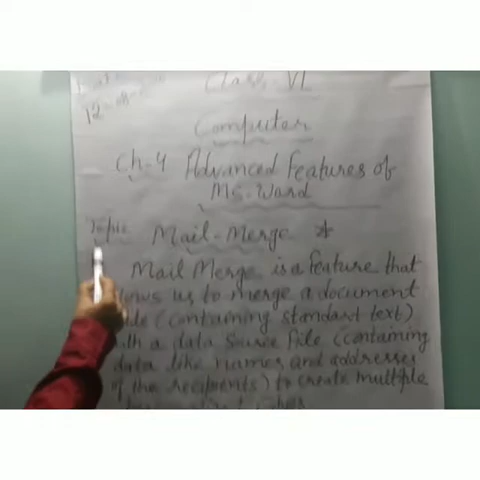 Class-VI
Computer
Ch-4 Advanced Features of
MS-Word
Topic Mail-Merge *
Mail Merge is a feature that
us to merge a document
(containing standard text)
a data source file (containing
data like names and addresses
of the recipients) to create multiple